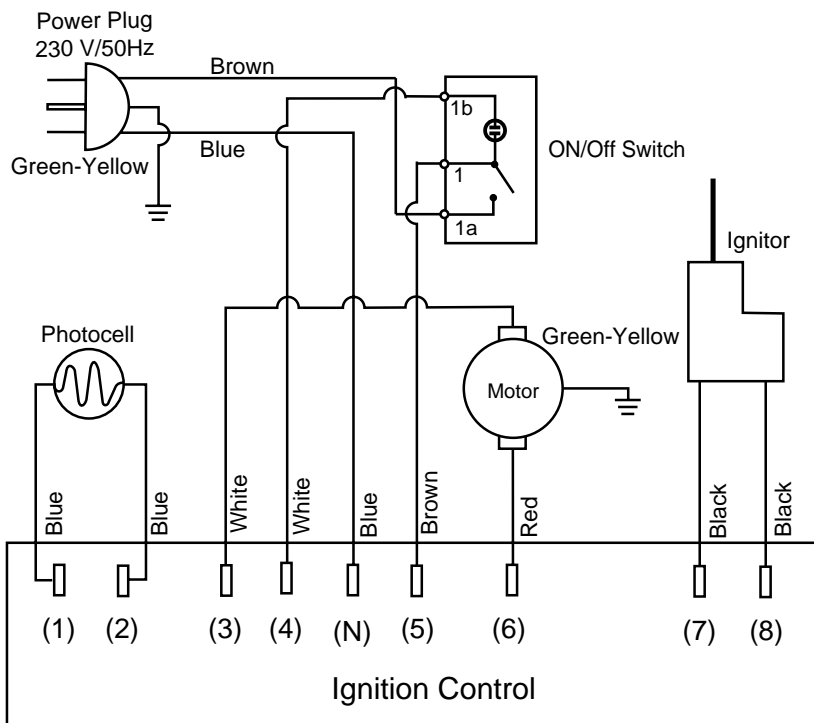 Power Plug
230 V/50Hz
Brown
Blue
Green-Yellow
1b
1
1a
ON/Off Switch
Ignitor
Photocell
Green-Yellow
Motor
Blue
Blue
White
White
Blue
Brown
Red
Black
Black
(1)
(2)
(3)
(4)
(N)
(5)
(6)
(7)
(8)
Ignition Control